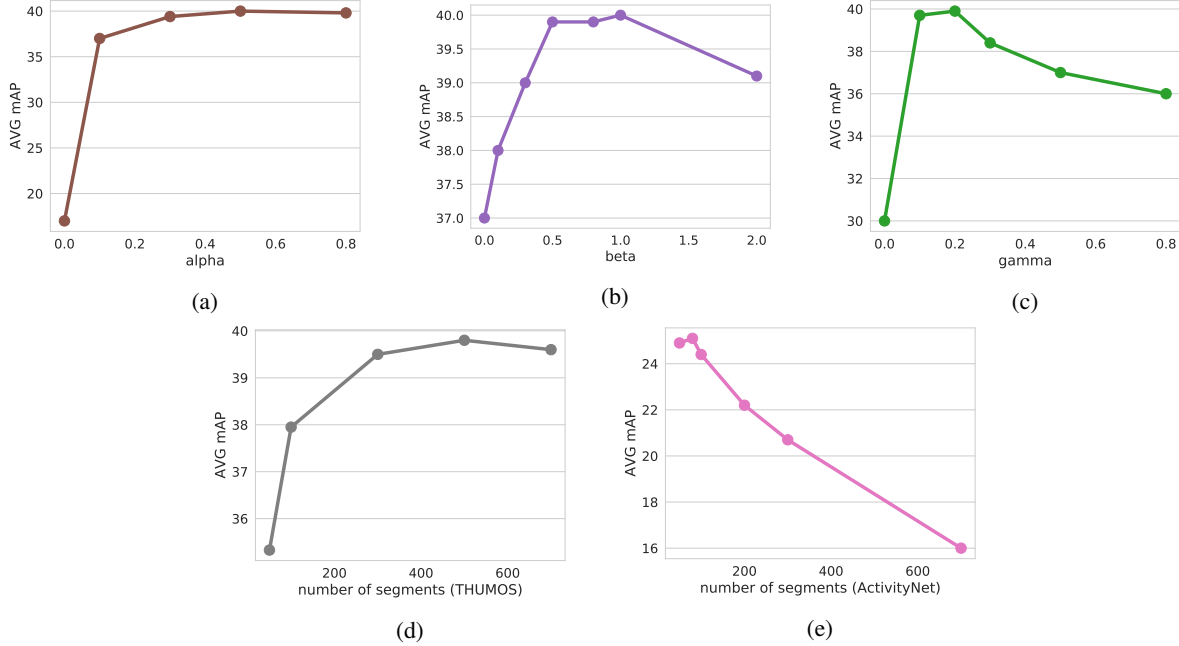 40
35
30
25
20
AVG mAP
0.0 0.2 0.4 0.6 0.8
alpha
(a)
40.0
39.5
39.0
38.5
38.0
37.5
37.0
AVG mAP
0.0 0.5 1.0 1.5 2.0
beta
(b)
40
38
36
34
32
30
AVG mAP
0.0 0.2 0.4 0.6 0.8
gamma
(c)
40
39
38
37
36
AVG mAP
200 400 600
number of segments (THUMOS)
(d)
24
22
20
18
16
AVG mAP
200 400 600
number of segments (ActivityNet)
(e)